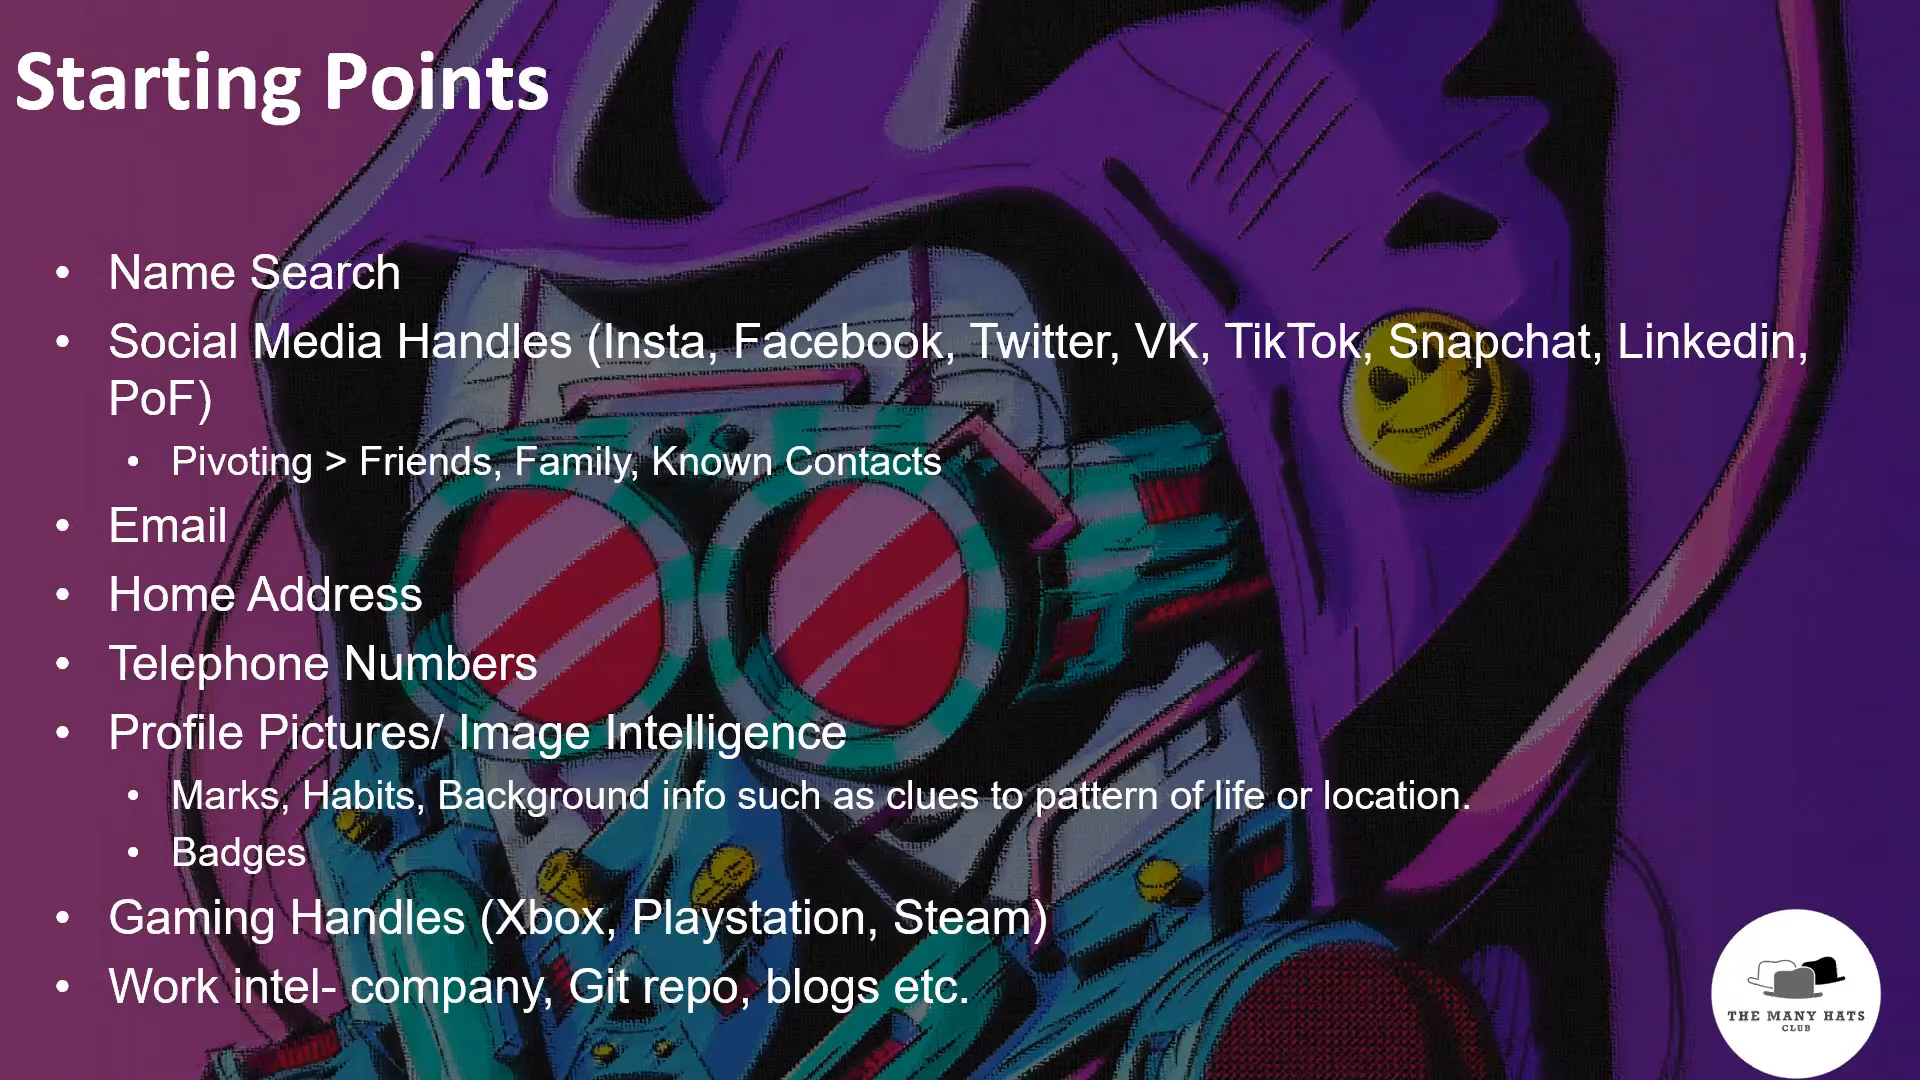 Starting Points
• Name Search
• Social Media Handles (Insta, Facebook, Twitter, VK, TikTok, Snapchat, Linkedin,
PoF)
• Pivoting > Friends, Family, Known Contacts
• Email
• Home Address
• Telephone Numbers
• Profile Pictures/ Image Intelligence
• Marks, Habits, Background info such as clues to pattern of life or location.
• Badges
• Gaming Handles (Xbox, Playstation, Steam)
• Work intel- company, Git repo, blogs etc.
THE MANY HATS
CLUB